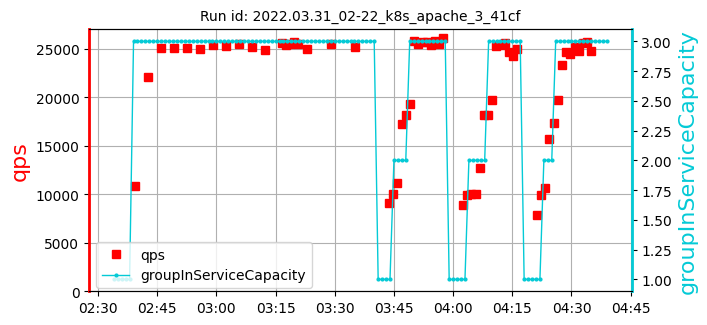 Run id: 2022.03.31_02-22_k8s_apache_3_41cf
25000
20000
15000
10000
5000
0
qps
3.00
2.75
2.50
2.25
2.00
1.75
1.50
1.25
1.00
groupInServiceCapacity
qps
groupInServiceCapacity
02:30 02:45 03:00 03:15 03:30 03:45 04:00 04:15 04:30 04:45